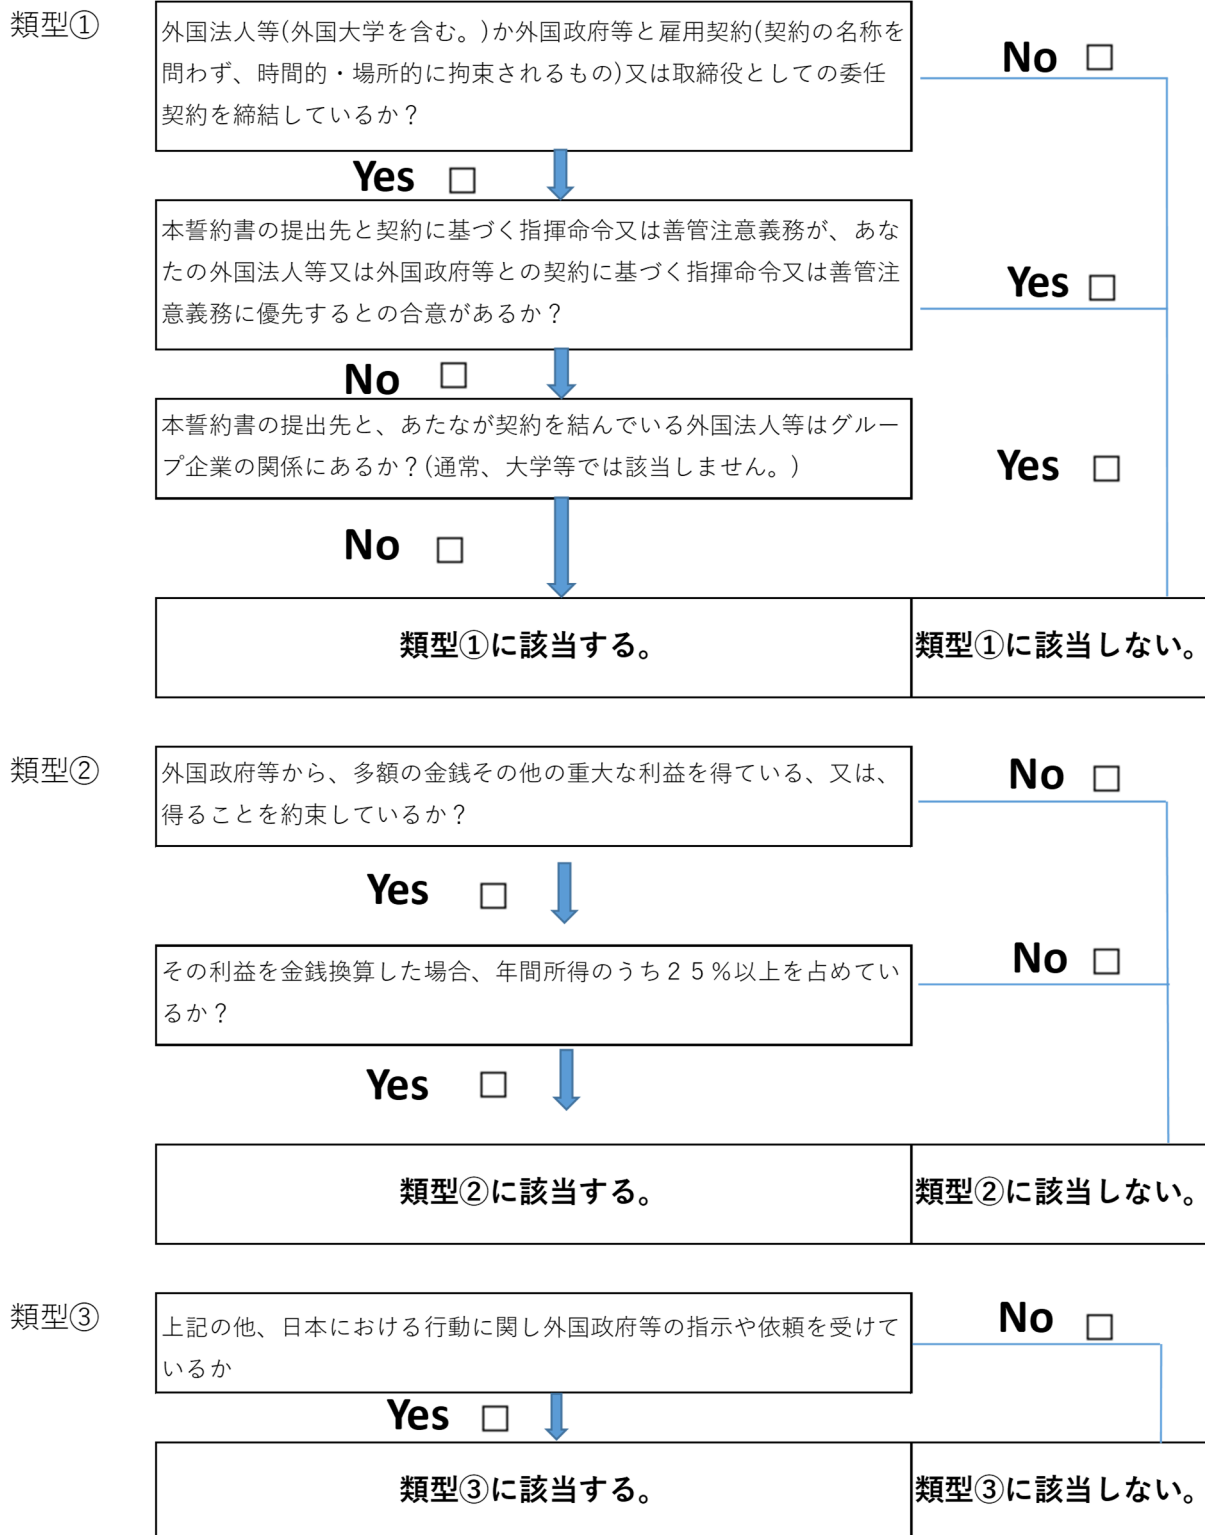 類型①
外国法人等(外国大学を含む。)か外国政府等と雇用契約(契約の名称を
問わず、時間的・場所的に拘束されるもの)又は取締役としての委任
契約を締結しているか？
No □
Yes □
本誓約書の提出先と契約に基づく指揮命令又は善管注意義務が、あな
たの外国法人等又は外国政府等との契約に基づく指揮命令又は善管注
意義務に優先するとの合意があるか？
Yes □
No □
本誓約書の提出先と、あたなが契約を結んでいる外国法人等はグルー
プ企業の関係にあるか？(通常、大学等では該当しません。)
Yes □
No □
類型①に該当する。
類型①に該当しない。
類型②
外国政府等から、多額の金銭その他の重大な利益を得ている、又は、
得ることを約束しているか？
No □
Yes □
その利益を金銭換算した場合、年間所得のうち２５％以上を占めてい
るか？
No □
Yes □
類型②に該当する。
類型②に該当しない。
類型③
上記の他、日本における行動に関し外国政府等の指示や依頼を受けて
いるか
No □
Yes □
類型③に該当する。
類型③に該当しない。